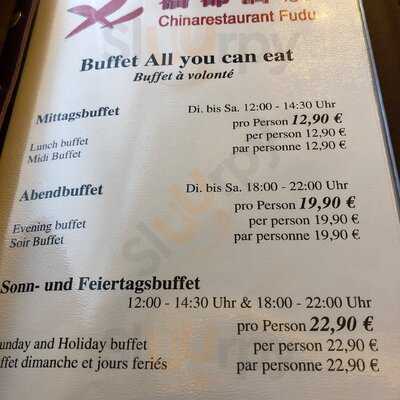 Chinarestaurant Fudu
Buffet All you can eat
Buffet à volonté
Mittagsbuffet Di. bis Sa. 12:00 - 14:30 Uhr
pro Person 12,90 €
Lunch buffet per person 12,90 €
Midi Buffet par personne 12,90 €
Abendbuffet Di. bis Sa. 18:00 - 22:00 Uhr
pro Person 19,90 €
Evening buffet per person 19,90 €
Soir Buffet par personne 19,90 €
Sonn- und Feiertagsbuffet
12:00 - 14:30 Uhr & 18:00 - 22:00 Uhr
pro Person 22,90 €
unday and Holiday buffet per person 22,90 €
ffet dimanche et jours feriés par personne 22,90 €